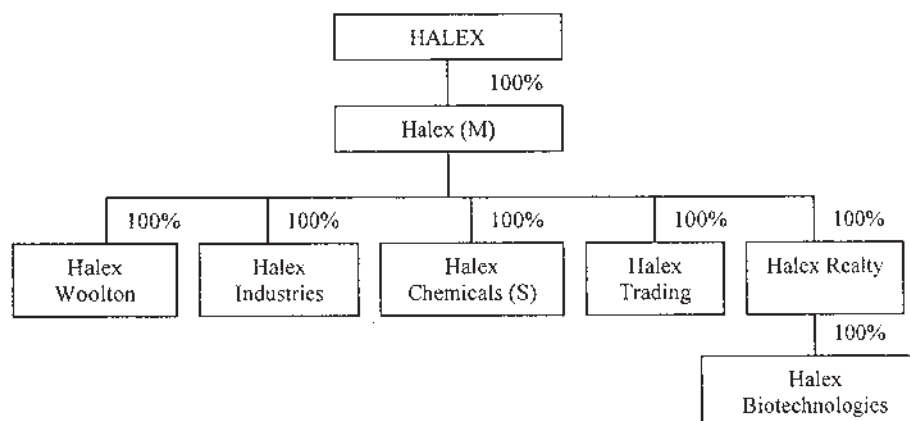 HALEX
100%
Halex (M)
100%
100%
100%
100%
100%
Halex
Woolton
Halex
Industries
Halex
Chemicals (S)
Halex
Trading
Halex Realty
100%
Halex
Biotechnologies